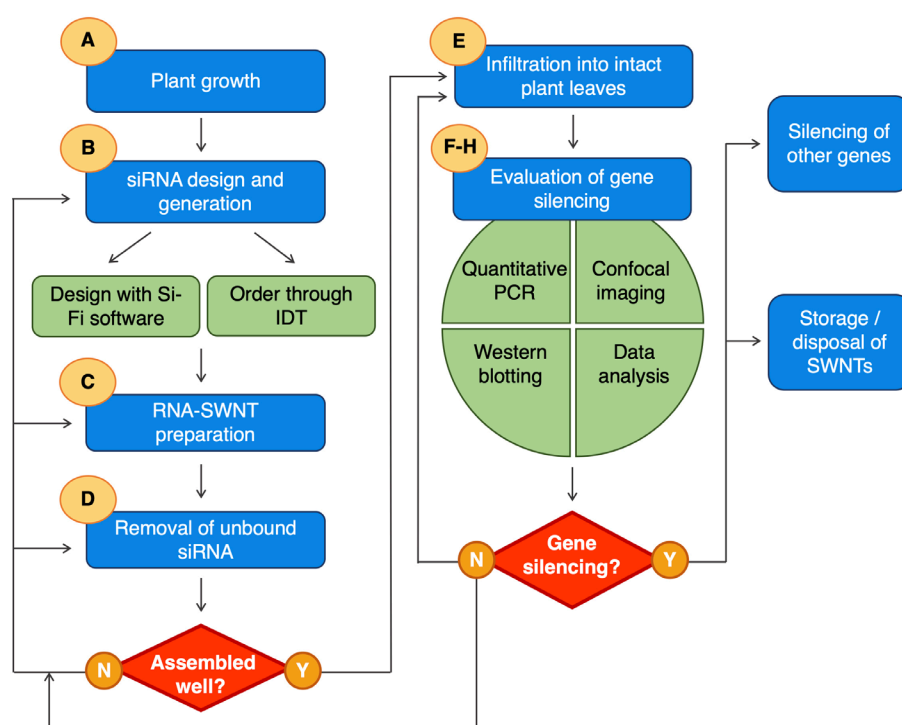 A
Plant growth
B
siRNA design and
generation
Design with Si-
Fi software
Order through
IDT
C
RNA-SWNT
preparation
D
Removal of unbound
siRNA
N
Assembled
well?
Y
E
Infiltration into intact
plant leaves
F-H
Evaluation of gene
silencing
Quantitative
PCR
Confocal
imaging
Western
blotting
Data
analysis
N
Gene
silencing?
Y
Silencing of
other genes
Storage /
disposal of
SWNTs